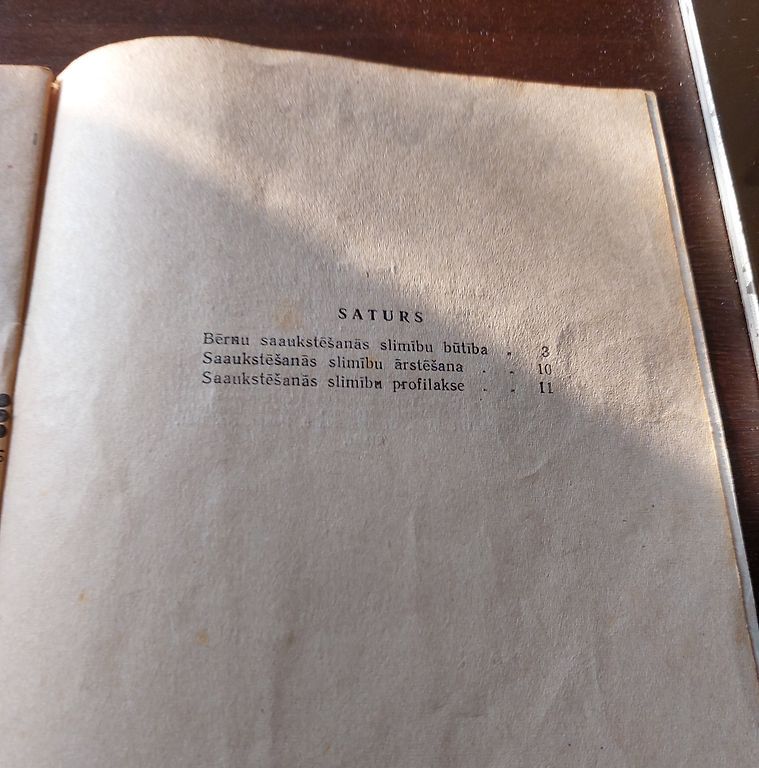 SATURS
Bērnu saaukstēšanās slimību būtība . 3
Saaukstēšanās slimību ārstēšana . . 10
Saaukstēšanās slimību profilakse . . 11